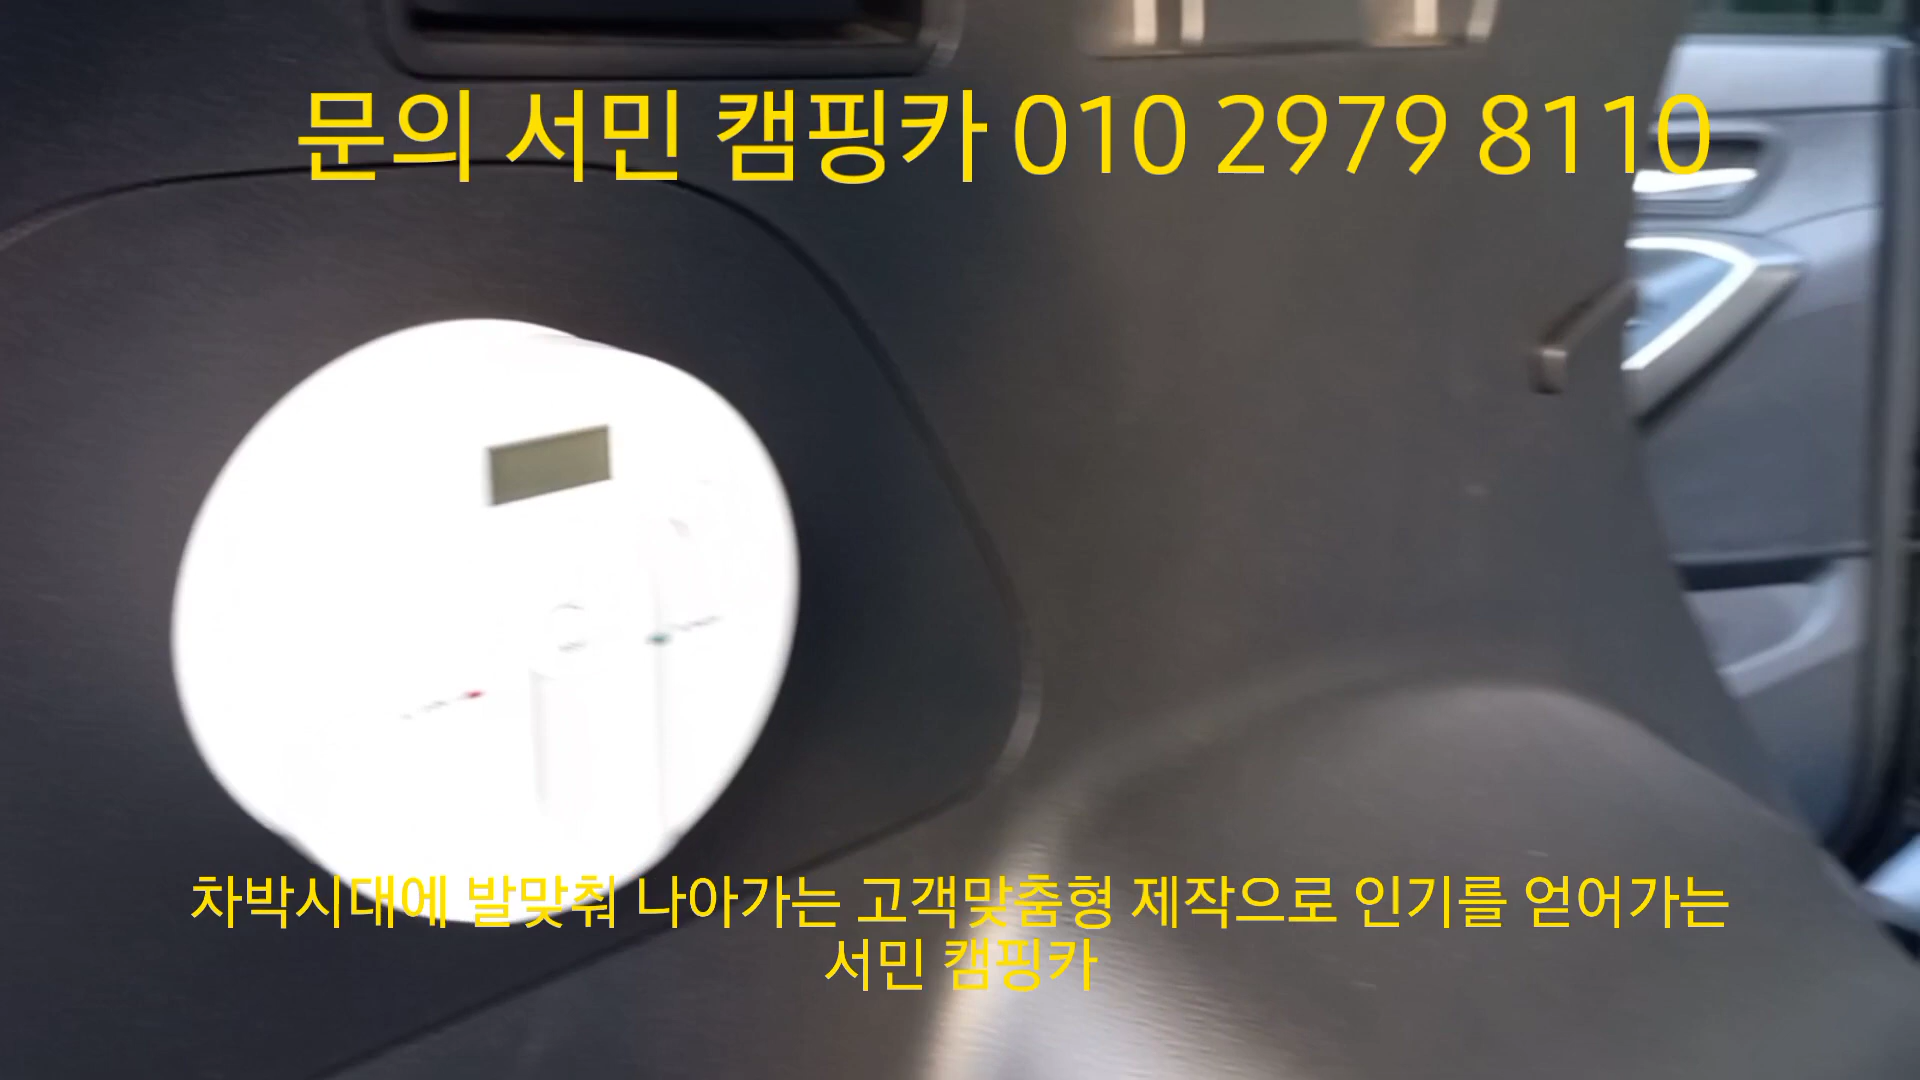 문의 서민 캠핑카 010 2979 8110
차박시대에 발맞춰 나아가는 고객맞춤형 제작으로 인기를 얻어가는
서민 캠핑카